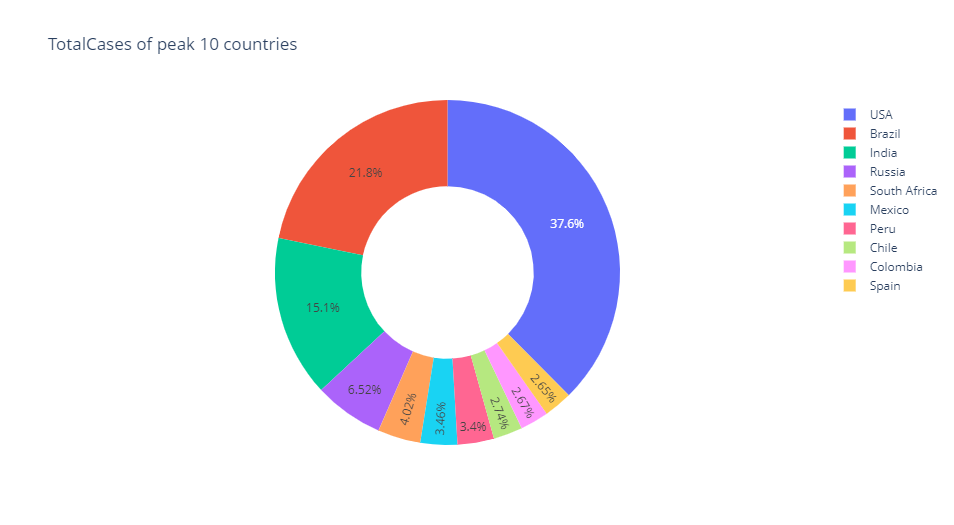 TotalCases of peak 10 countries
37.6%
21.8%
15.1%
6.52%
4.02%
3.46%
3.4%
2.74%
2.67%
2.65%
USA
Brazil
India
Russia
South Africa
Mexico
Peru
Chile
Colombia
Spain